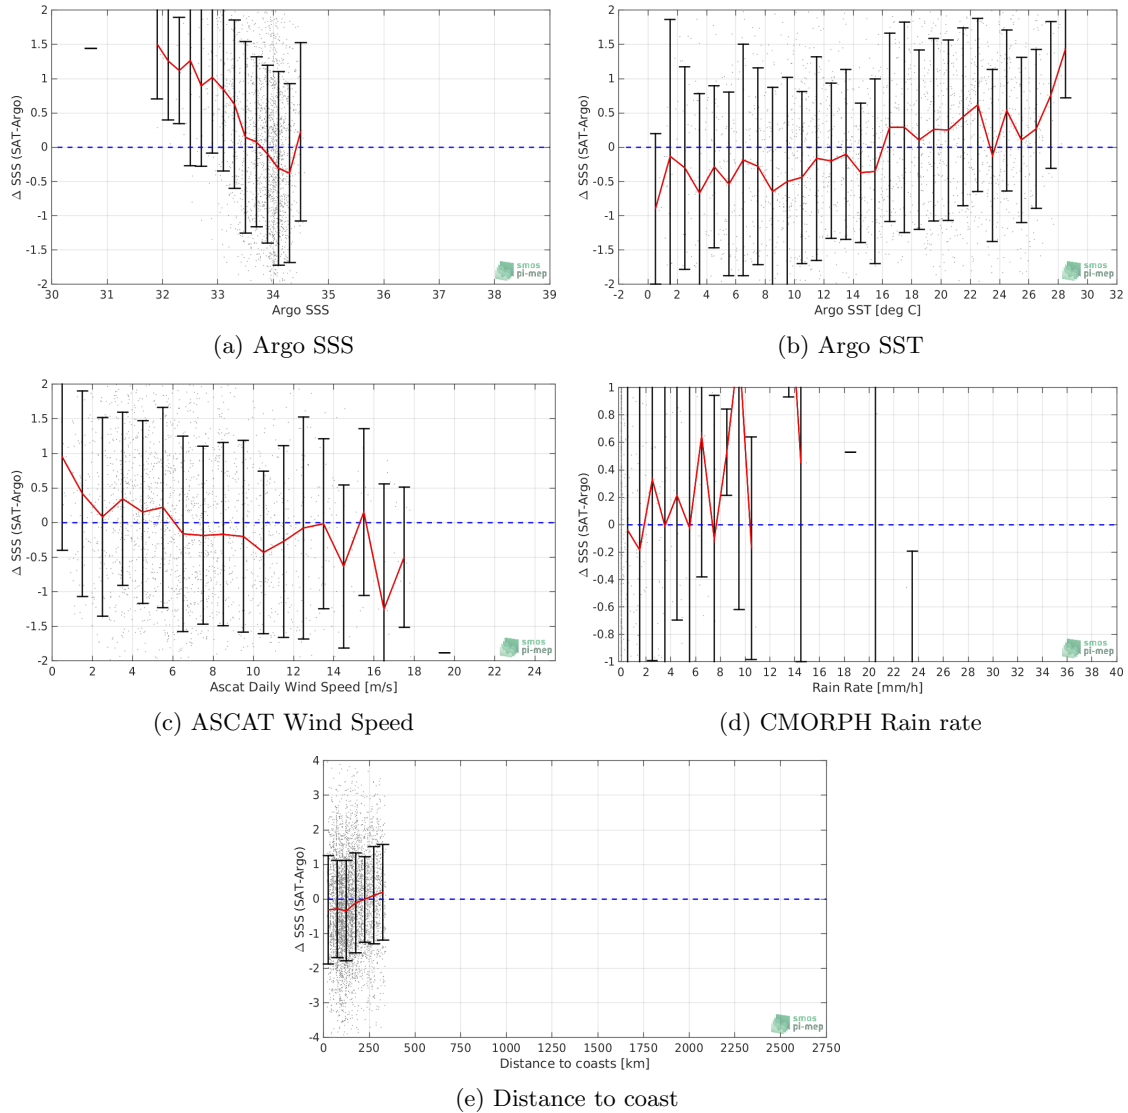 2
1.5
1
0.5
0
-0.5
-1
-1.5
-2
Δ SSS (SAT-Argo)
30 31 32 33 34 35 36 37 38 39
Argo SSS
smos
pi-mep
(a) Argo SSS
2
1.5
1
0.5
0
-0.5
-1
-1.5
-2
Δ SSS (SAT-Argo)
-2 0 2 4 6 8 10 12 14 16 18 20 22 24 26 28 30 32
Argo SST [deg C]
smos
pi-mep
(b) Argo SST
2
1.5
1
0.5
0
-0.5
-1
-1.5
-2
Δ SSS (SAT-Argo)
2 4 6 8 10 12 14 16 18 20 22 24
Ascat Daily Wind Speed [m/s]
smos
pi-mep
(c) ASCAT Wind Speed
1
0.8
0.6
0.4
0.2
0
-0.2
-0.4
-0.6
-0.8
-1
Δ SSS (SAT-Argo)
0 2 4 6 8 10 12 14 16 18 20 22 24 26 28 30 32 34 36 38 40
Rain Rate [mm/h]
smos
pi-mep
(d) CMORPH Rain rate
4
3
2
1
0
-1
-2
-3
-4
Δ SSS (SAT-Argo)
0 250 500 750 1000 1250 1500 1750 2000 2250 2500 2750
Distance to coasts [km]
smos
pi-mep
(e) Distance to coast